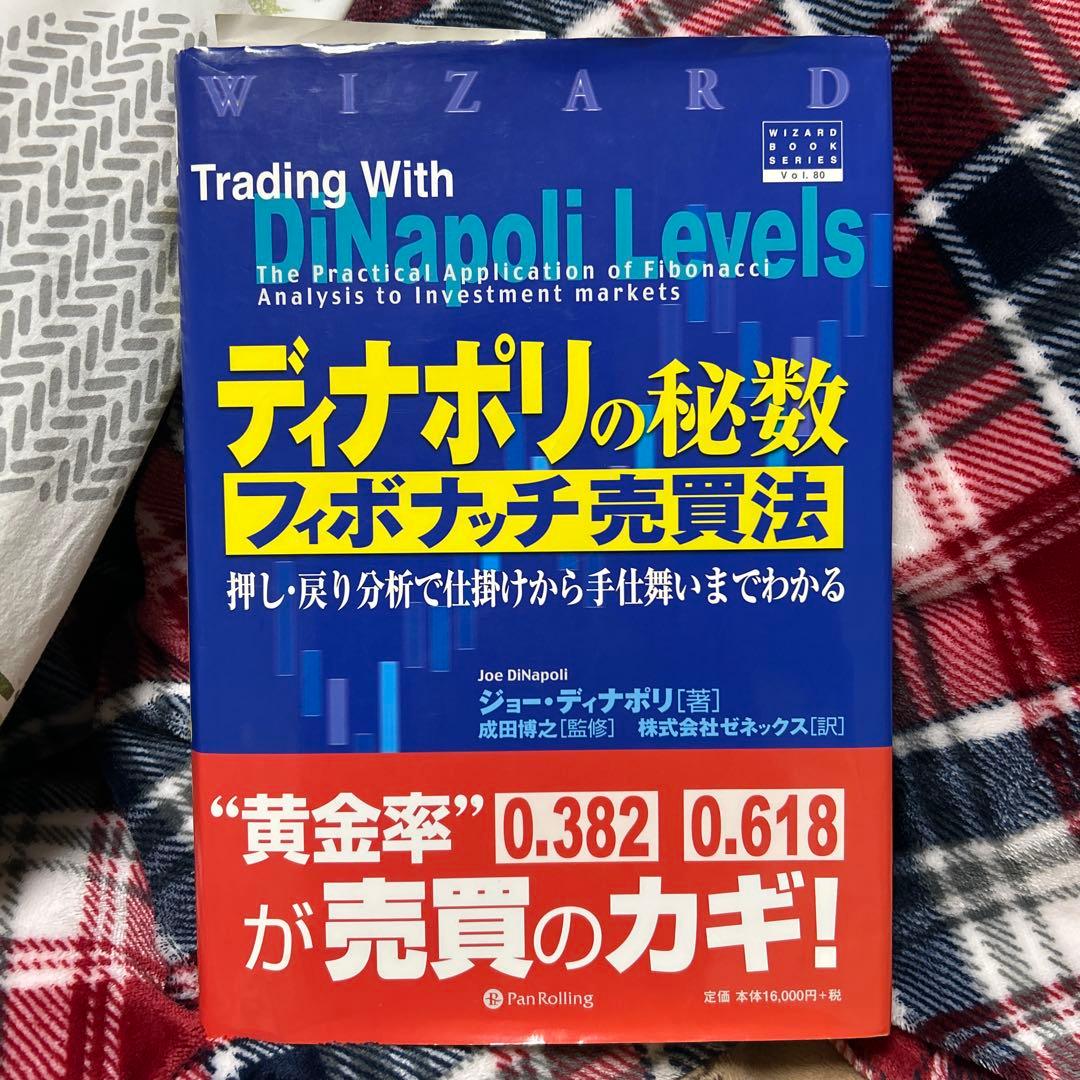 WIZARD
WIZARD
BOOK
SERIES
Vol. 80
Trading With
DiNapoli Levels
The Practical Application of Fibonacci
Analysis to Investment markets
ディナポリの秘数
フィボナッチ売買法
押し・戻り分析で仕掛けから手仕舞いまでわかる
Joe DiNapoli
ジョー・ディナポリ[著]
成田博之[監修] 株式会社ゼネックス[訳]
“黄金率” 0.382 0.618
が売買のカギ!
PanRolling
定価 本体16,000円+税